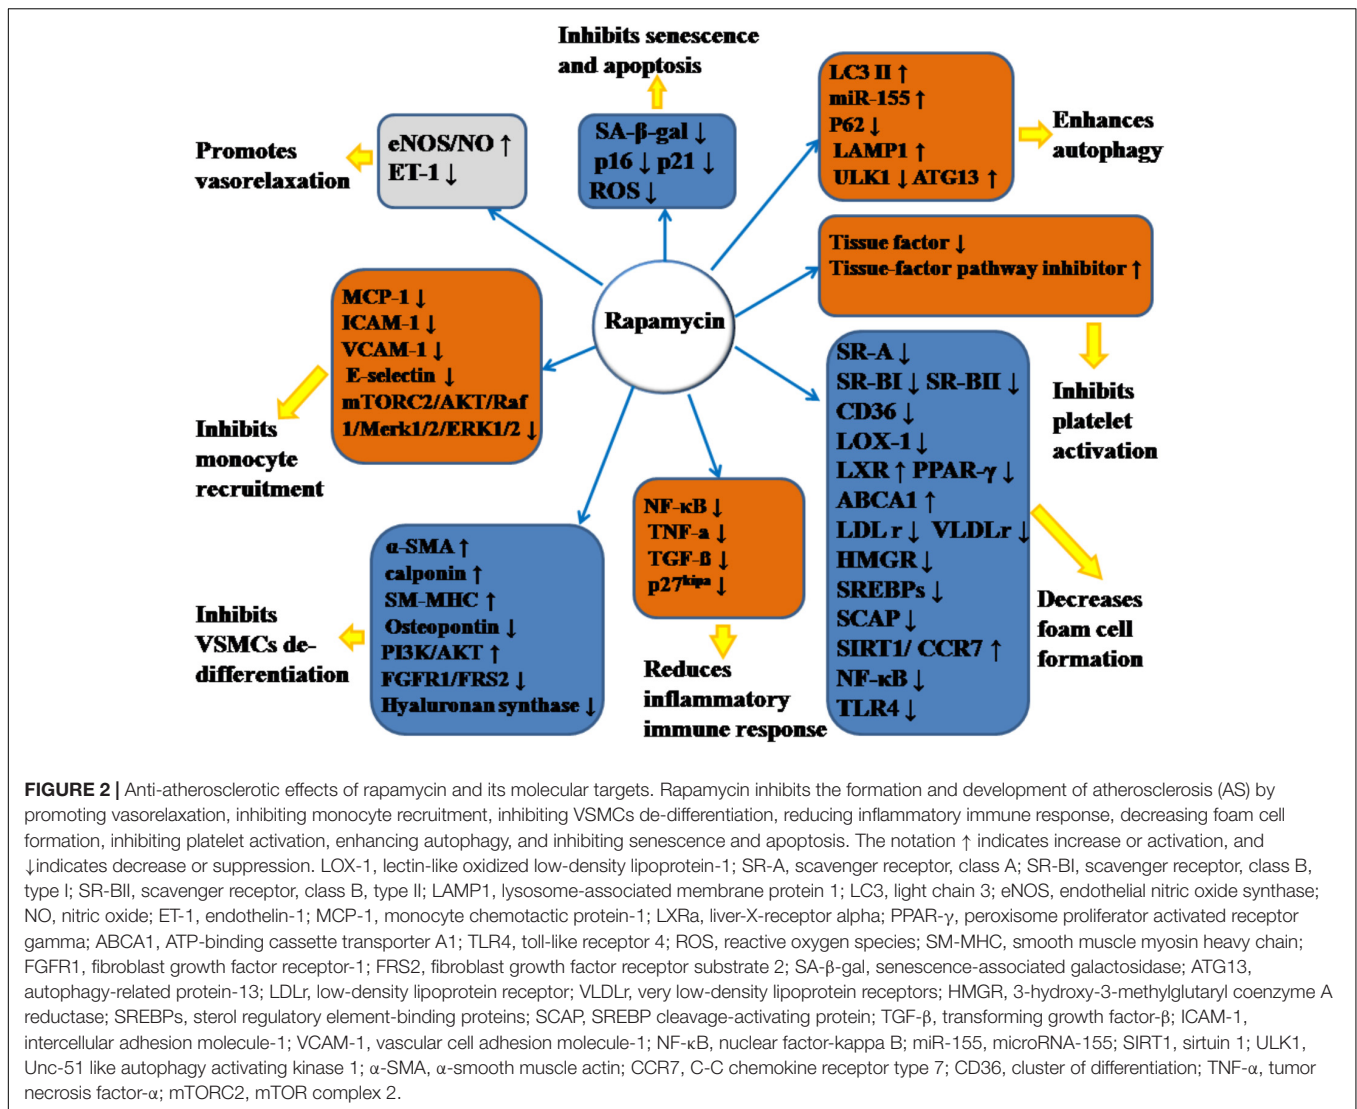 Inhibits senescence
and apoptosis
LC3 II ↑
miR-155 ↑
P62 ↓
LAMP1 ↑
ULK1 ↓ ATG13 ↑
Enhances
autophagy
SA-β-gal ↓
p16 ↓ p21 ↓
ROS ↓
eNOS/NO ↑
ET-1 ↓
Promotes
vasorelaxation
Tissue factor ↓
Tissue-factor pathway inhibitor ↑
Inhibits
platelet
activation
Rapamycin
MCP-1 ↓
ICAM-1 ↓
VCAM-1 ↓
E-selectin ↓
mTORC2/AKT/Raf
1/Merk1/2/ERK1/2 ↓
Inhibits
monocyte
recruitment
SR-A ↓
SR-BI ↓ SR-BII ↓
CD36 ↓
LOX-1 ↓
LXR ↑ PPAR-γ ↓
ABCA1 ↑
LDL r ↓ VLDLr ↓
HMGR ↓
SREBPs ↓
SCAP ↓
SIRT1/ CCR7 ↑
NF-κB ↓
TLR4 ↓
Decreases
foam cell
formation
NF-κB ↓
TNF-a ↓
TGF-ß ↓
p27kipa ↓
Reduces
inflammatory
immune response
α-SMA ↑
calponin ↑
SM-MHC ↑
Osteopontin ↓
PI3K/AKT ↑
FGFR1/FRS2 ↓
Hyaluronan synthase ↓
Inhibits
VSMCs de-
differentiation
FIGURE 2 | Anti-atherosclerotic effects of rapamycin and its molecular targets. Rapamycin inhibits the formation and development of atherosclerosis (AS) by
promoting vasorelaxation, inhibiting monocyte recruitment, inhibiting VSMCs de-differentiation, reducing inflammatory immune response, decreasing foam cell
formation, inhibiting platelet activation, enhancing autophagy, and inhibiting senescence and apoptosis. The notation ↑ indicates increase or activation, and
↓indicates decrease or suppression. LOX-1, lectin-like oxidized low-density lipoprotein-1; SR-A, scavenger receptor, class A; SR-BI, scavenger receptor, class B,
type I; SR-BII, scavenger receptor, class B, type II; LAMP1, lysosome-associated membrane protein 1; LC3, light chain 3; eNOS, endothelial nitric oxide synthase;
NO, nitric oxide; ET-1, endothelin-1; MCP-1, monocyte chemotactic protein-1; LXRa, liver-X-receptor alpha; PPAR-γ, peroxisome proliferator activated receptor
gamma; ABCA1, ATP-binding cassette transporter A1; TLR4, toll-like receptor 4; ROS, reactive oxygen species; SM-MHC, smooth muscle myosin heavy chain;
FGFR1, fibroblast growth factor receptor-1; FRS2, fibroblast growth factor receptor substrate 2; SA-β-gal, senescence-associated galactosidase; ATG13,
autophagy-related protein-13; LDLr, low-density lipoprotein receptor; VLDLr, very low-density lipoprotein receptors; HMGR, 3-hydroxy-3-methylglutaryl coenzyme A
reductase; SREBPs, sterol regulatory element-binding proteins; SCAP, SREBP cleavage-activating protein; TGF-β, transforming growth factor-β; ICAM-1,
intercellular adhesion molecule-1; VCAM-1, vascular cell adhesion molecule-1; NF-κB, nuclear factor-kappa B; miR-155, microRNA-155; SIRT1, sirtuin 1; ULK1,
Unc-51 like autophagy activating kinase 1; α-SMA, α-smooth muscle actin; CCR7, C-C chemokine receptor type 7; CD36, cluster of differentiation; TNF-α, tumor
necrosis factor-α; mTORC2, mTOR complex 2.